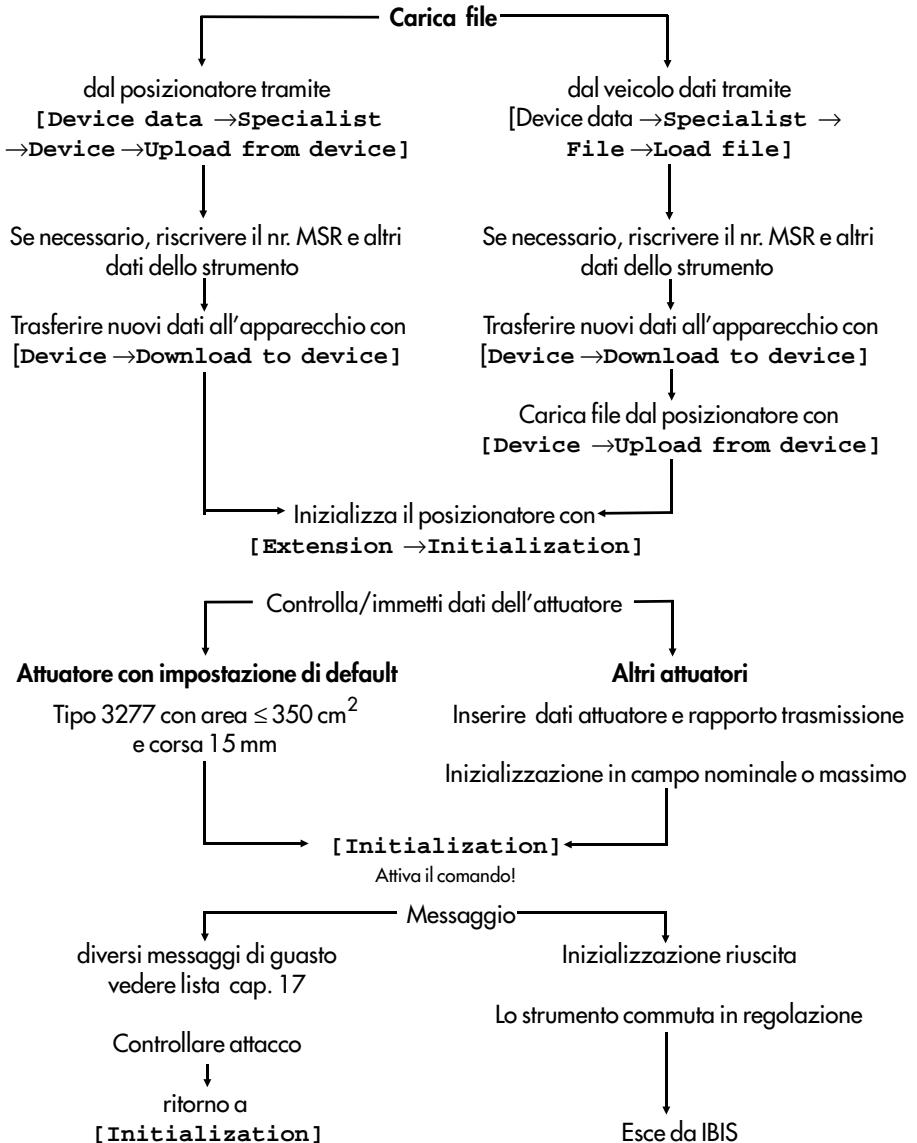 Carica file
dal posizionatore tramite
[Device data →Specialist
→Device →Upload from device]
dal veicolo dati tramite
[Device data →Specialist →
File →Load file]
Se necessario, riscrivere il nr. MSR e altri
dati dello strumento
Se necessario, riscrivere il nr. MSR e altri
dati dello strumento
Trasferire nuovi dati all'apparecchio con
[Device →Download to device]
Trasferire nuovi dati all'apparecchio con
[Device →Download to device]
Carica file dal posizionatore con
[Device →Upload from device]
Inizializza il posizionatore con
[Extension →Initialization]
Controlla/immetti dati dell'attuatore
Attuatore con impostazione di default
Tipo 3277 con area ≤ 350 cm²
e corsa 15 mm
Altri attuatori
Inserire dati attuatore e rapporto trasmissione
Inizializzazione in campo nominale o massimo
[Initialization]
Attiva il comando!
Messaggio
diversi messaggi di guasto
vedere lista cap. 17
Controllare attacco
ritorno a
[Initialization]
Inizializzazione riuscita
Lo strumento commuta in regolazione
Esce da IBIS